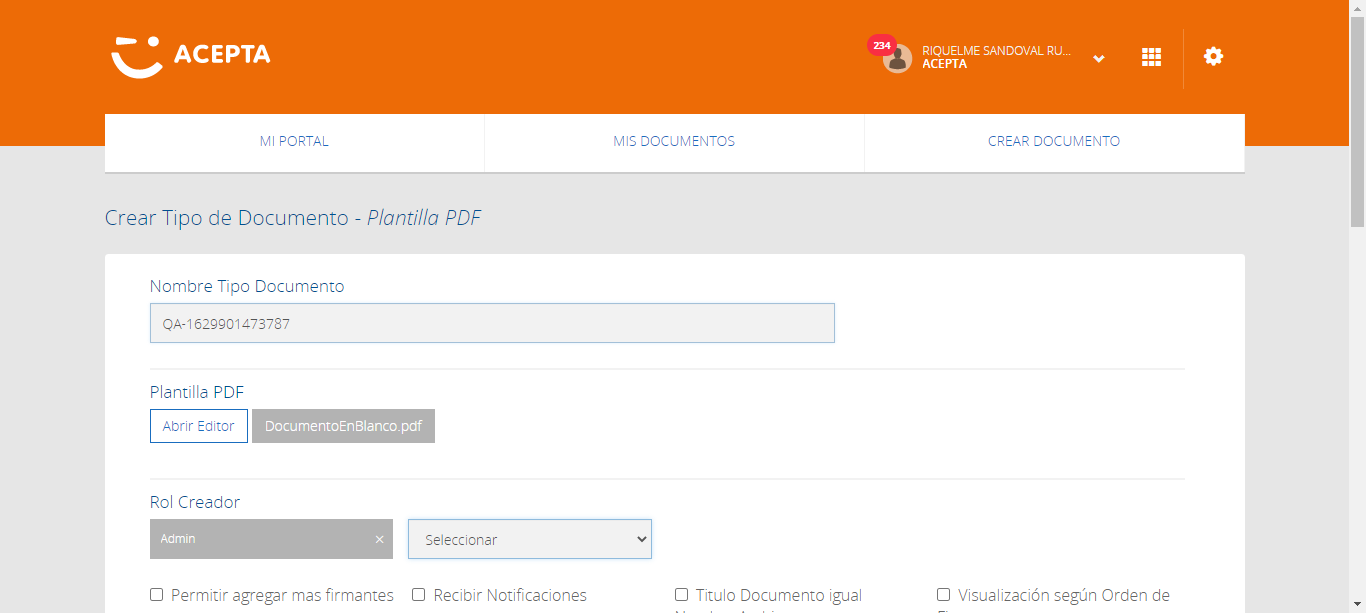 ACEPTA
234
RIQUELME SANDOVAL RU...
ACEPTA
MI PORTAL
MIS DOCUMENTOS
CREAR DOCUMENTO
Crear Tipo de Documento - Plantilla PDF
Nombre Tipo Documento
QA-1629901473787
Plantilla PDF
Abrir Editor
DocumentoEnBlanco.pdf
Rol Creador
Admin ×
Seleccionar
Permitir agregar mas firmantes
Recibir Notificaciones
Titulo Documento igual
Visualización según Orden de